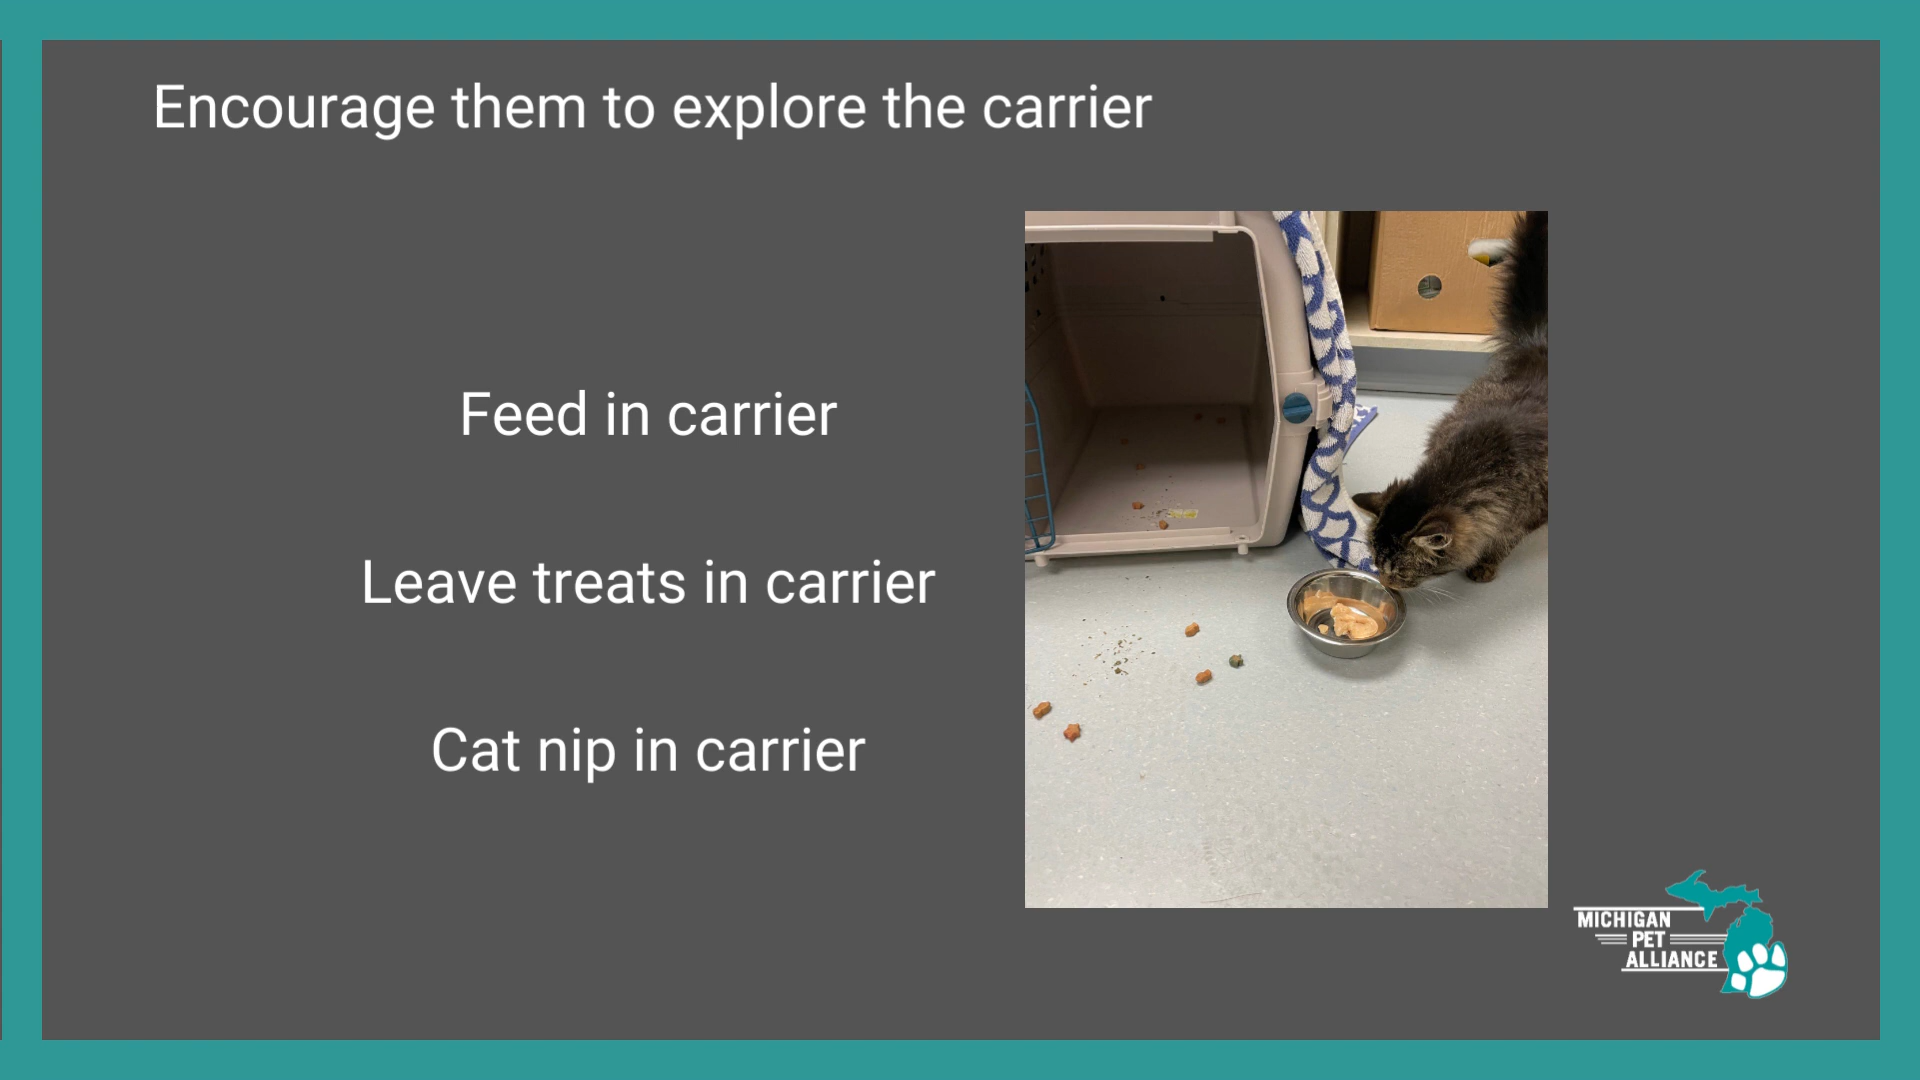 Encourage them to explore the carrier
Feed in carrier
Leave treats in carrier
Cat nip in carrier
MICHIGAN
PET
ALLIANCE